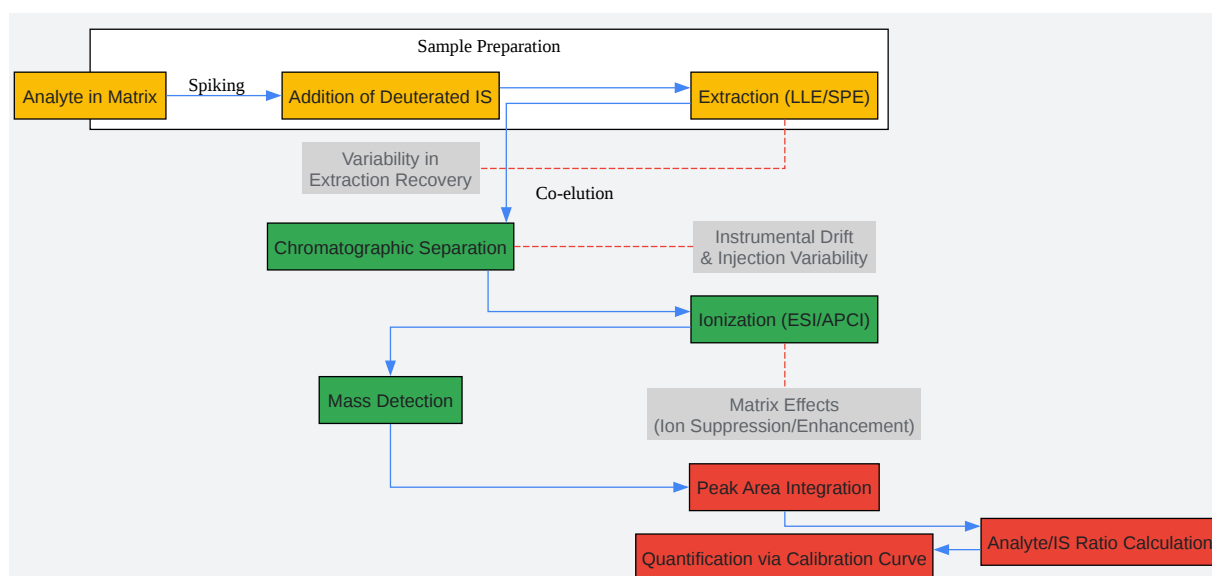 Sample Preparation
Analyte in Matrix
Spiking
Addition of Deuterated IS
Extraction (LLE/SPE)
Variability in
Extraction Recovery
Co-elution
Chromatographic Separation
Instrumental Drift
& Injection Variability
Ionization (ESI/APCI)
Mass Detection
Matrix Effects
(Ion Suppression/Enhancement)
Peak Area Integration
Analyte/IS Ratio Calculation
Quantification via Calibration Curve